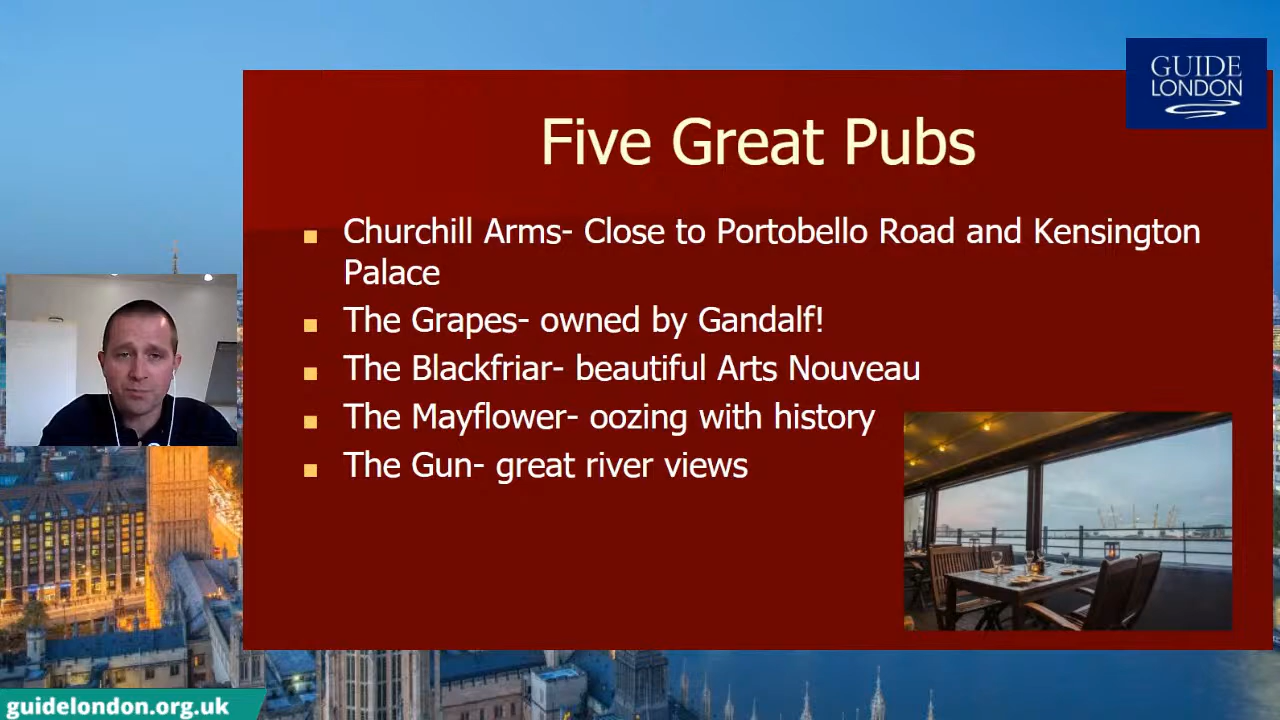 GUIDE
LONDON
Five Great Pubs
Churchill Arms- Close to Portobello Road and Kensington
Palace
The Grapes- owned by Gandalf!
The Blackfriar- beautiful Arts Nouveau
The Mayflower- oozing with history
The Gun- great river views
guidelondon.org.uk